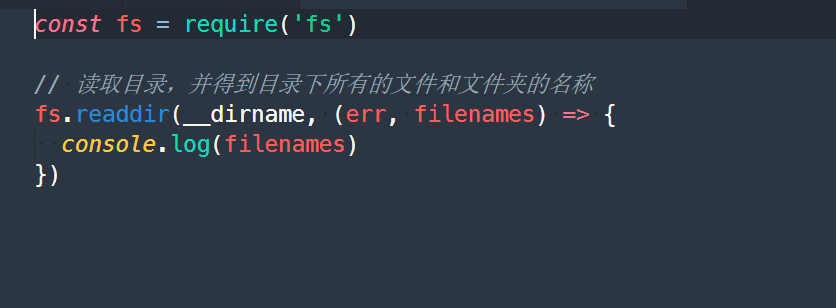 const fs = require('fs')
// 读取目录，并得到目录下所有的文件和文件夹的名称
fs.readdir(__dirname, (err, filenames) => {
  console.log(filenames)
})